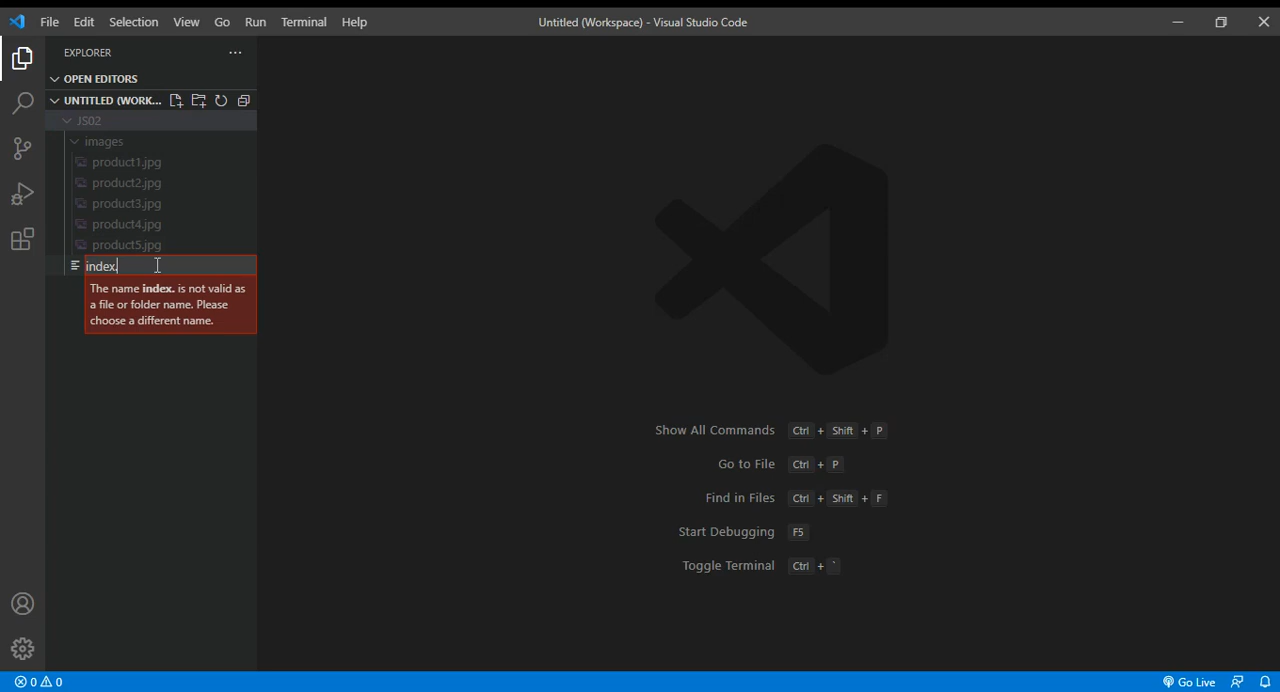 File Edit Selection View Go Run Terminal Help Untitled (Workspace) - Visual Studio Code
EXPLORER
OPEN EDITORS
UNTITLED (WORK...
JS02
images
product1.jpg
product2.jpg
product3.jpg
product4.jpg
product5.jpg
index.
The name index. is not valid as
a file or folder name. Please
choose a different name.
Show All Commands Ctrl + Shift + P
Go to File Ctrl + P
Find in Files Ctrl + Shift + F
Start Debugging F5
Toggle Terminal Ctrl + `
0 0 Go Live